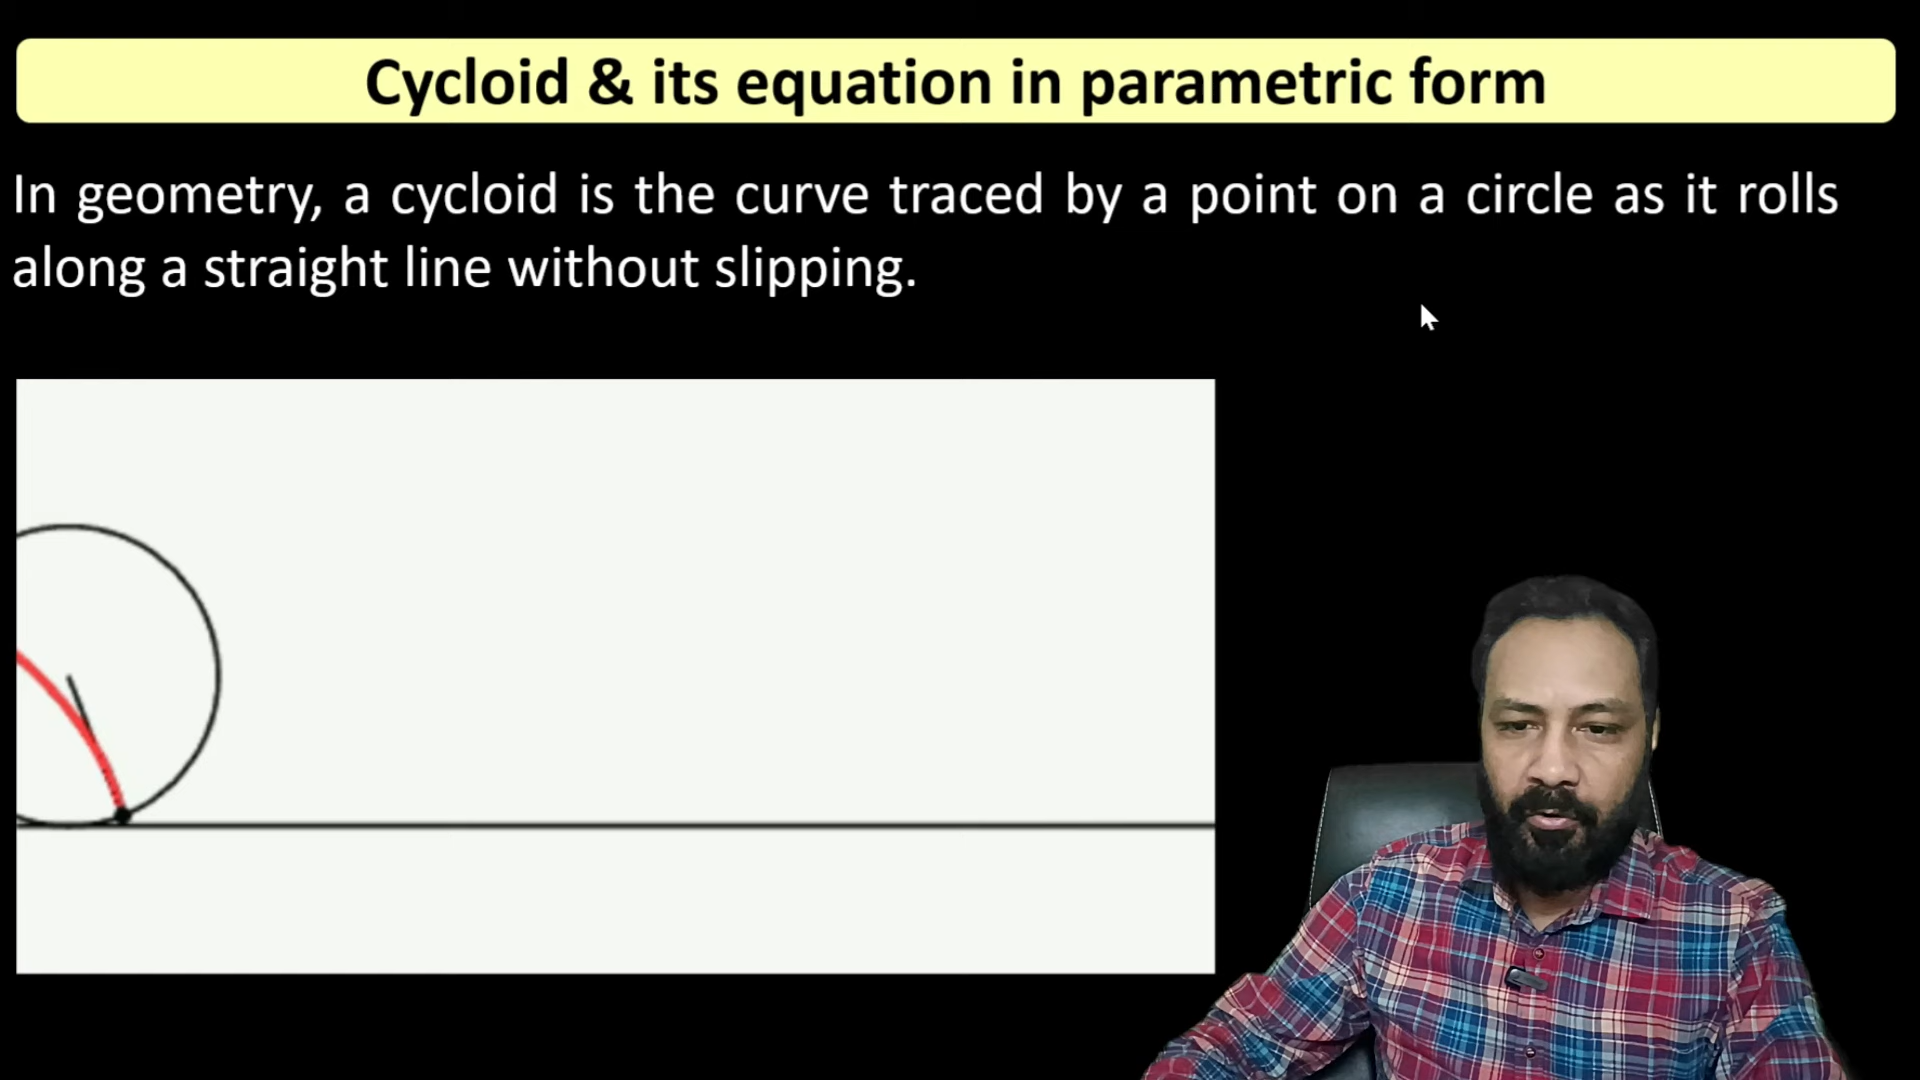 Cycloid & its equation in parametric form
In geometry, a cycloid is the curve traced by a point on a circle as it rolls
along a straight line without slipping.